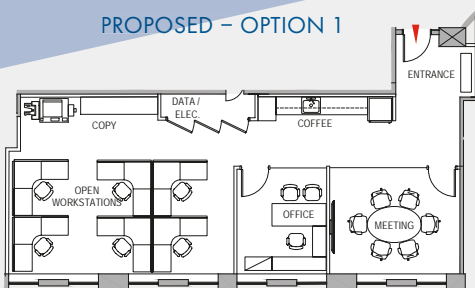 PROPOSED – OPTION 1
ENTRANCE
DATA /
ELEC.
COPY
COFFEE
OPEN
WORKSTATIONS
OFFICE
MEETING